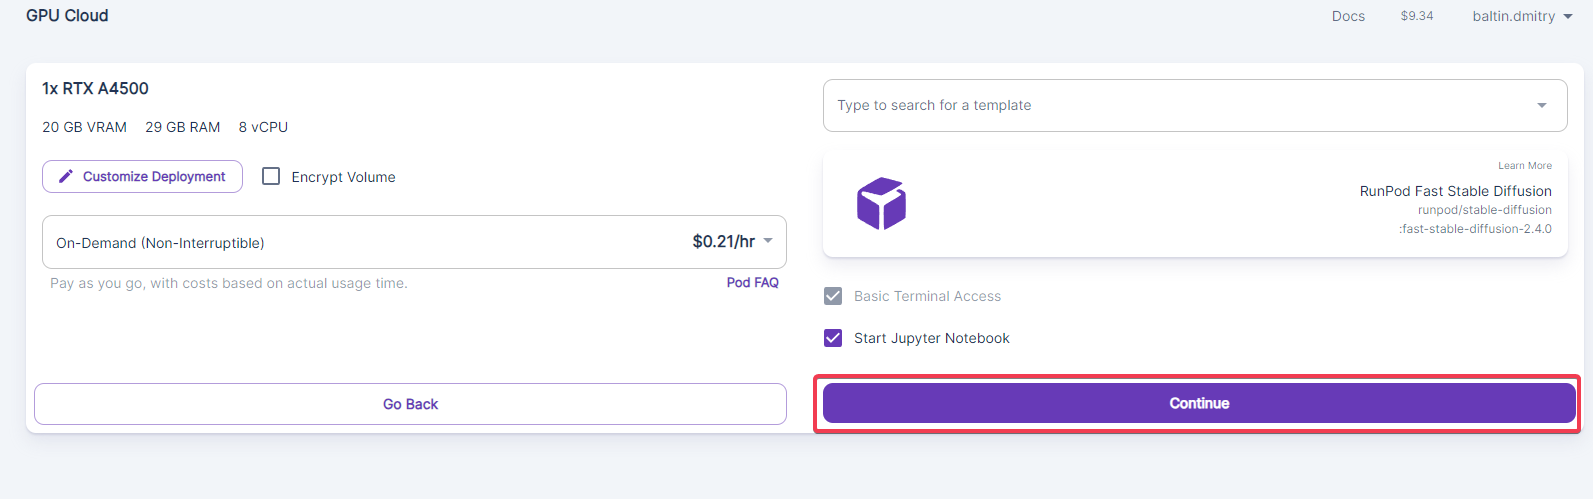 GPU Cloud
Docs
$9.34
baltin.dmitry
1x RTX A4500
20 GB VRAM 29 GB RAM 8 vCPU
Customize Deployment
Encrypt Volume
On-Demand (Non-Interruptible)
$0.21/hr
Pay as you go, with costs based on actual usage time.
Pod FAQ
Go Back
Type to search for a template
Learn More
RunPod Fast Stable Diffusion
runpod/stable-diffusion
:fast-stable-diffusion-2.4.0
Basic Terminal Access
Start Jupyter Notebook
Continue